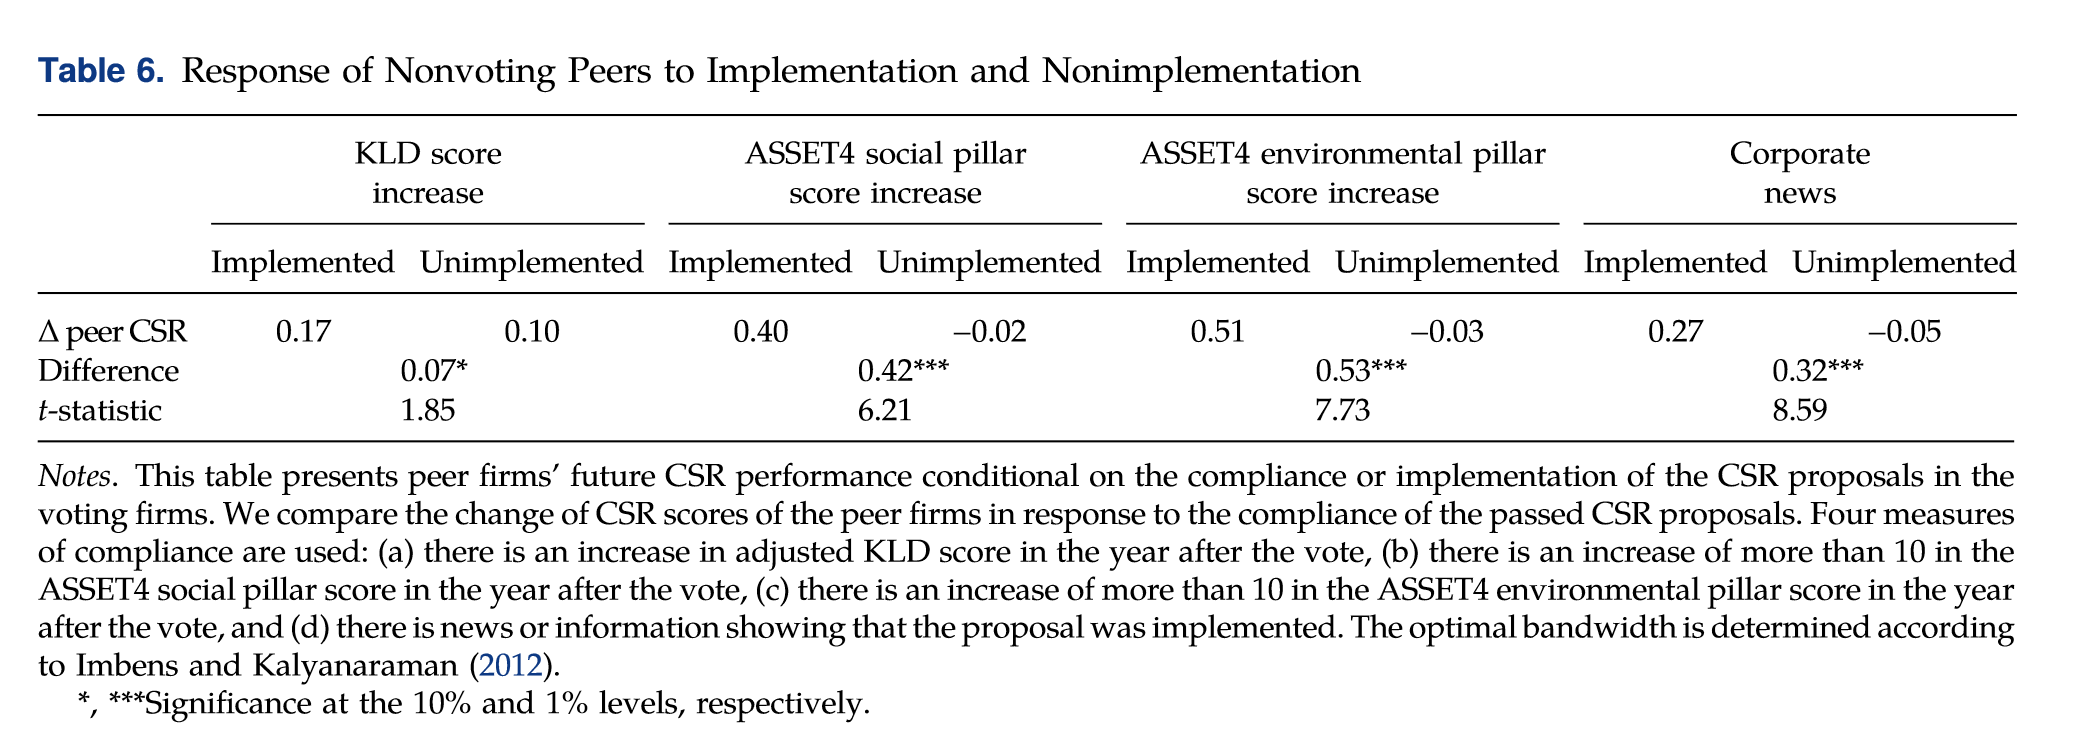 Table 6. Response of Nonvoting Peers to Implementation and Nonimplementation
KLD score increase ASSET4 social pillar score increase ASSET4 environmental pillar score increase Corporate news
Implemented Unimplemented Implemented Unimplemented Implemented Unimplemented Implemented Unimplemented
Δ peer CSR 0.17 0.10 0.40 –0.02 0.51 –0.03 0.27 –0.05
Difference 0.07* 0.42*** 0.53*** 0.32***
t-statistic 1.85 6.21 7.73 8.59
Notes. This table presents peer firms’ future CSR performance conditional on the compliance or implementation of the CSR proposals in the
voting firms. We compare the change of CSR scores of the peer firms in response to the compliance of the passed CSR proposals. Four measures
of compliance are used: (a) there is an increase in adjusted KLD score in the year after the vote, (b) there is an increase of more than 10 in the
ASSET4 social pillar score in the year after the vote, (c) there is an increase of more than 10 in the ASSET4 environmental pillar score in the year
after the vote, and (d) there is news or information showing that the proposal was implemented. The optimal bandwidth is determined according
to Imbens and Kalyanaraman (2012).
*, ***Significance at the 10% and 1% levels, respectively.